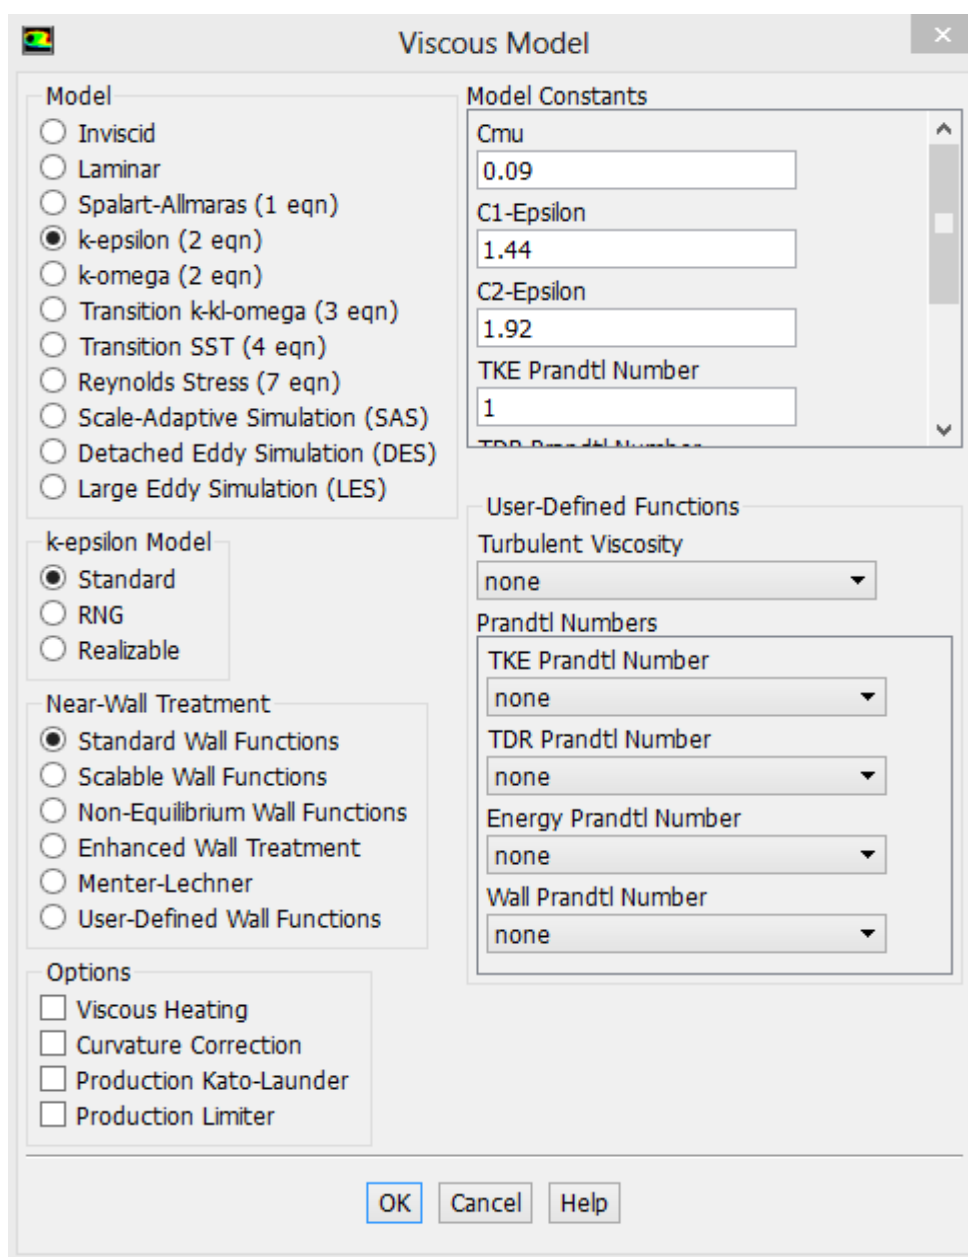 Viscous Model
Model
Inviscid
Laminar
Spalart-Allmaras (1 eqn)
k-epsilon (2 eqn)
k-omega (2 eqn)
Transition k-kl-omega (3 eqn)
Transition SST (4 eqn)
Reynolds Stress (7 eqn)
Scale-Adaptive Simulation (SAS)
Detached Eddy Simulation (DES)
Large Eddy Simulation (LES)
k-epsilon Model
Standard
RNG
Realizable
Near-Wall Treatment
Standard Wall Functions
Scalable Wall Functions
Non-Equilibrium Wall Functions
Enhanced Wall Treatment
Menter-Lechner
User-Defined Wall Functions
Options
Viscous Heating
Curvature Correction
Production Kato-Launder
Production Limiter
Model Constants
Cmu
0.09
C1-Epsilon
1.44
C2-Epsilon
1.92
TKE Prandtl Number
1
TDR Prandtl Number
User-Defined Functions
Turbulent Viscosity
none
Prandtl Numbers
TKE Prandtl Number
none
TDR Prandtl Number
none
Energy Prandtl Number
none
Wall Prandtl Number
none
OK
Cancel
Help